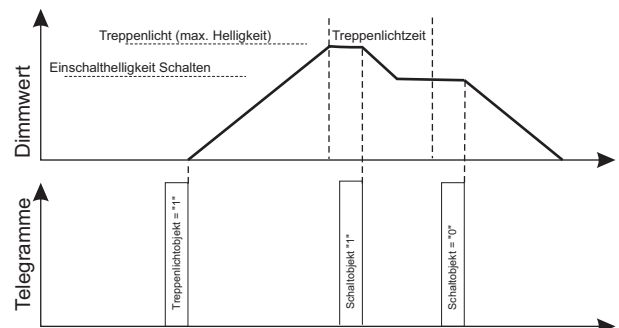 Treppenlicht (max. Helligkeit)
Treppenlichtzeit
Einschalthelligkeit Schalten
Dimmwert
Telegramme
Treppenlichtobjekt = "1"
Schaltobjekt "1"
Schaltobjekt = "0"